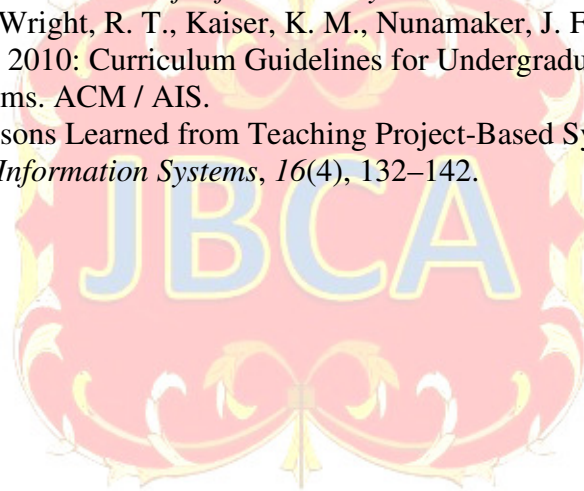 Wright, R. T., Kaiser, K. M., Nunamaker, J. F
2010: Curriculum Guidelines for Undergradu
ms. ACM / AIS.
sons Learned from Teaching Project-Based Sy
Information Systems, 16(4), 132–142.
JBCA